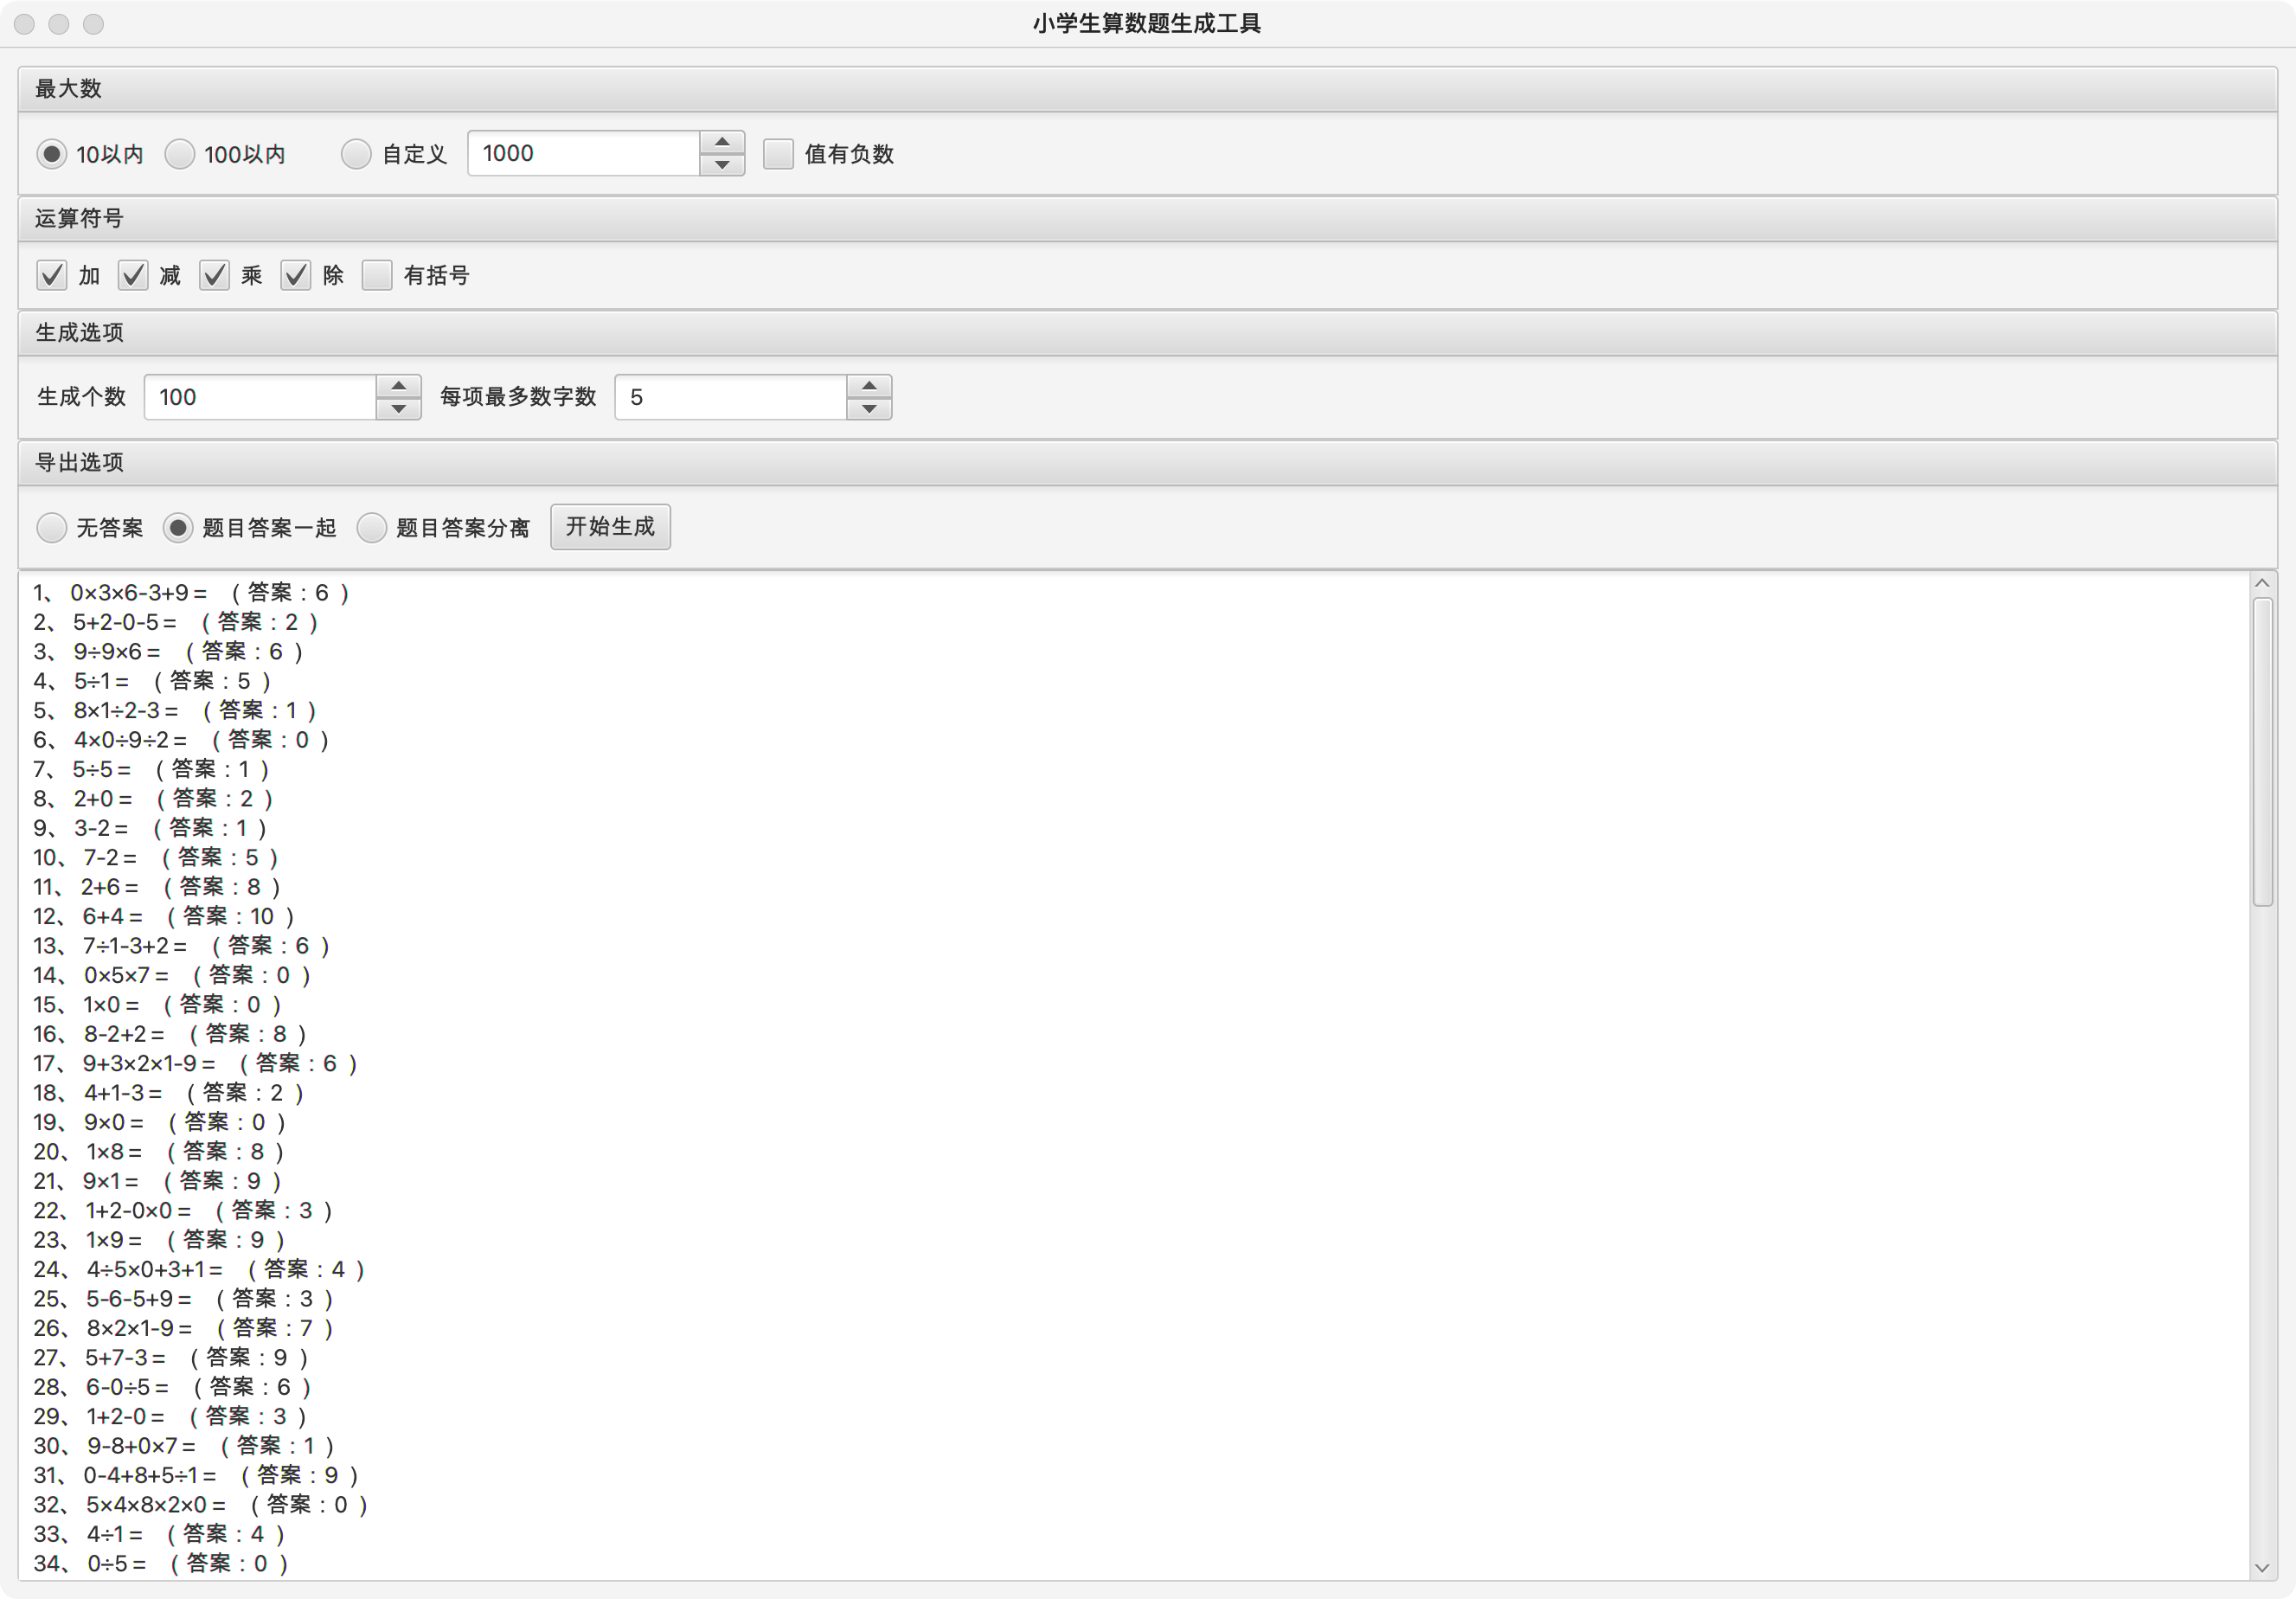 小学生算数题生成工具
最大数
10以内 100以内 自定义 1000 值有负数
运算符号
加 减 乘 除 有括号
生成选项
生成个数 100 每项最多数字数 5
导出选项
无答案 题目答案一起 题目答案分离 开始生成
1、 0×3×6-3+9= (答案:6)
2、 5+2-0-5= (答案:2)
3、 9÷9×6= (答案:6)
4、 5÷1= (答案:5)
5、 8×1÷2-3= (答案:1)
6、 4×0÷9÷2= (答案:0)
7、 5÷5= (答案:1)
8、 2+0= (答案:2)
9、 3-2= (答案:1)
10、 7-2= (答案:5)
11、 2+6= (答案:8)
12、 6+4= (答案:10)
13、 7÷1-3+2= (答案:6)
14、 0×5×7= (答案:0)
15、 1×0= (答案:0)
16、 8-2+2= (答案:8)
17、 9+3×2×1-9= (答案:6)
18、 4+1-3= (答案:2)
19、 9×0= (答案:0)
20、 1×8= (答案:8)
21、 9×1= (答案:9)
22、 1+2-0×0= (答案:3)
23、 1×9= (答案:9)
24、 4÷5×0+3+1= (答案:4)
25、 5-6-5+9= (答案:3)
26、 8×2×1-9= (答案:7)
27、 5+7-3= (答案:9)
28、 6-0÷5= (答案:6)
29、 1+2-0= (答案:3)
30、 9-8+0×7= (答案:1)
31、 0-4+8+5÷1= (答案:9)
32、 5×4×8×2×0= (答案:0)
33、 4÷1= (答案:4)
34、 0÷5= (答案:0)